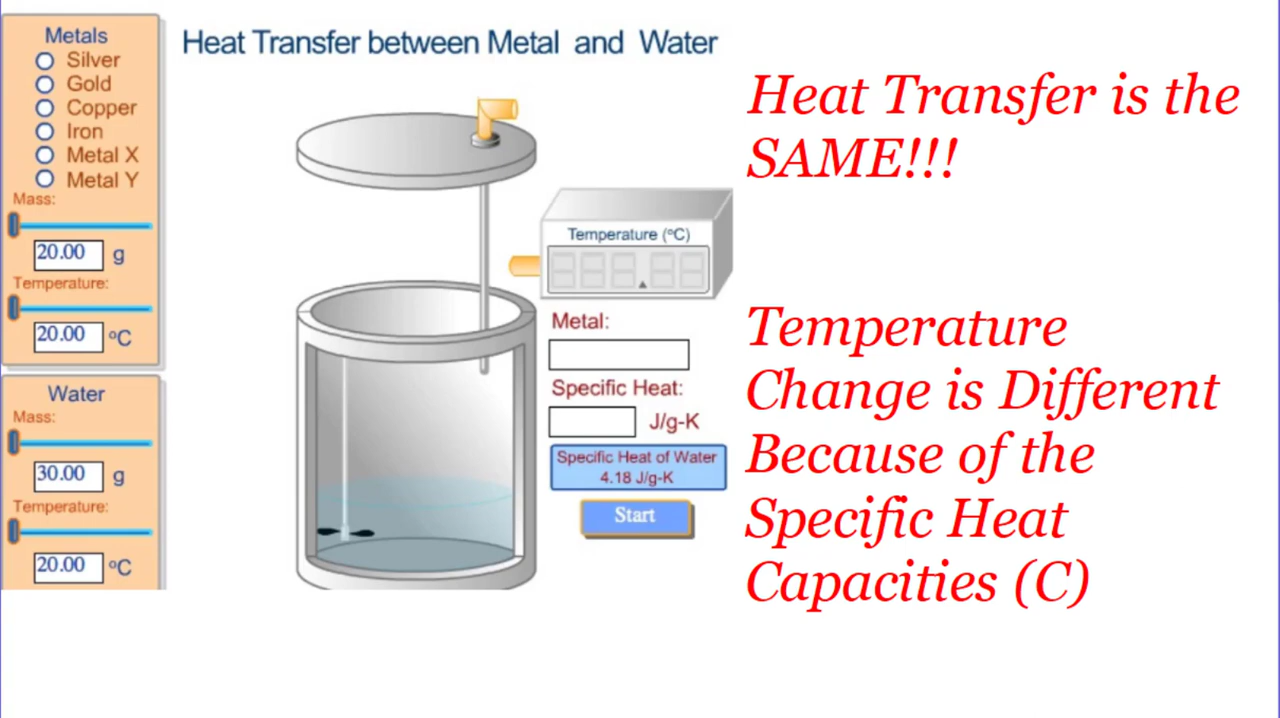 Metals
Silver
Gold
Copper
Iron
Metal X
Metal Y
Mass:
20.00 g
Temperature:
20.00 °C
Water
Mass:
30.00 g
Temperature:
20.00 °C
Heat Transfer between Metal and Water
Temperature (°C)
Metal:
Specific Heat:
J/g-K
Specific Heat of Water
4.18 J/g-K
Start
Heat Transfer is the
SAME!!!
Temperature
Change is Different
Because of the
Specific Heat
Capacities (C)